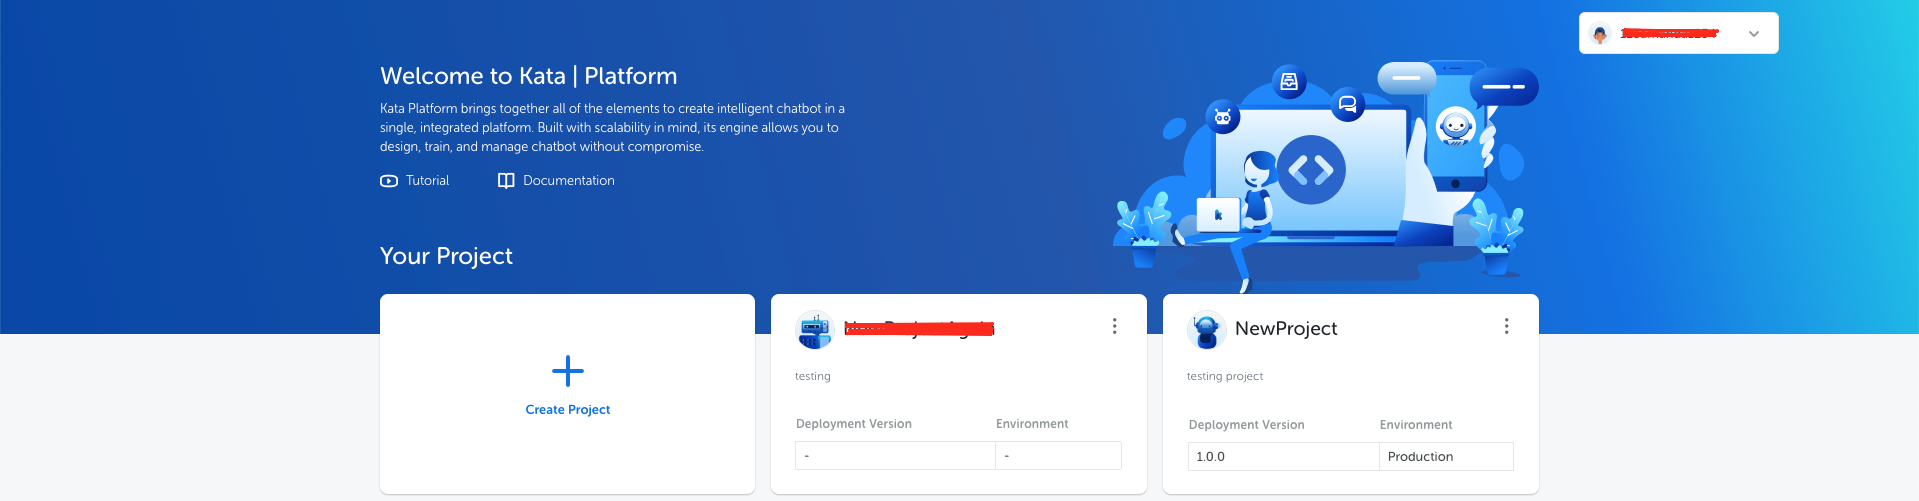 Welcome to Kata | Platform
Kata Platform brings together all of the elements to create intelligent chatbot in a
single, integrated platform. Built with scalability in mind, its engine allows you to
design, train, and manage chatbot without compromise.
Tutorial
Documentation
k
Your Project
Create Project
testing
Deployment Version
Environment
-
-
NewProject
testing project
Deployment Version
Environment
1.0.0
Production